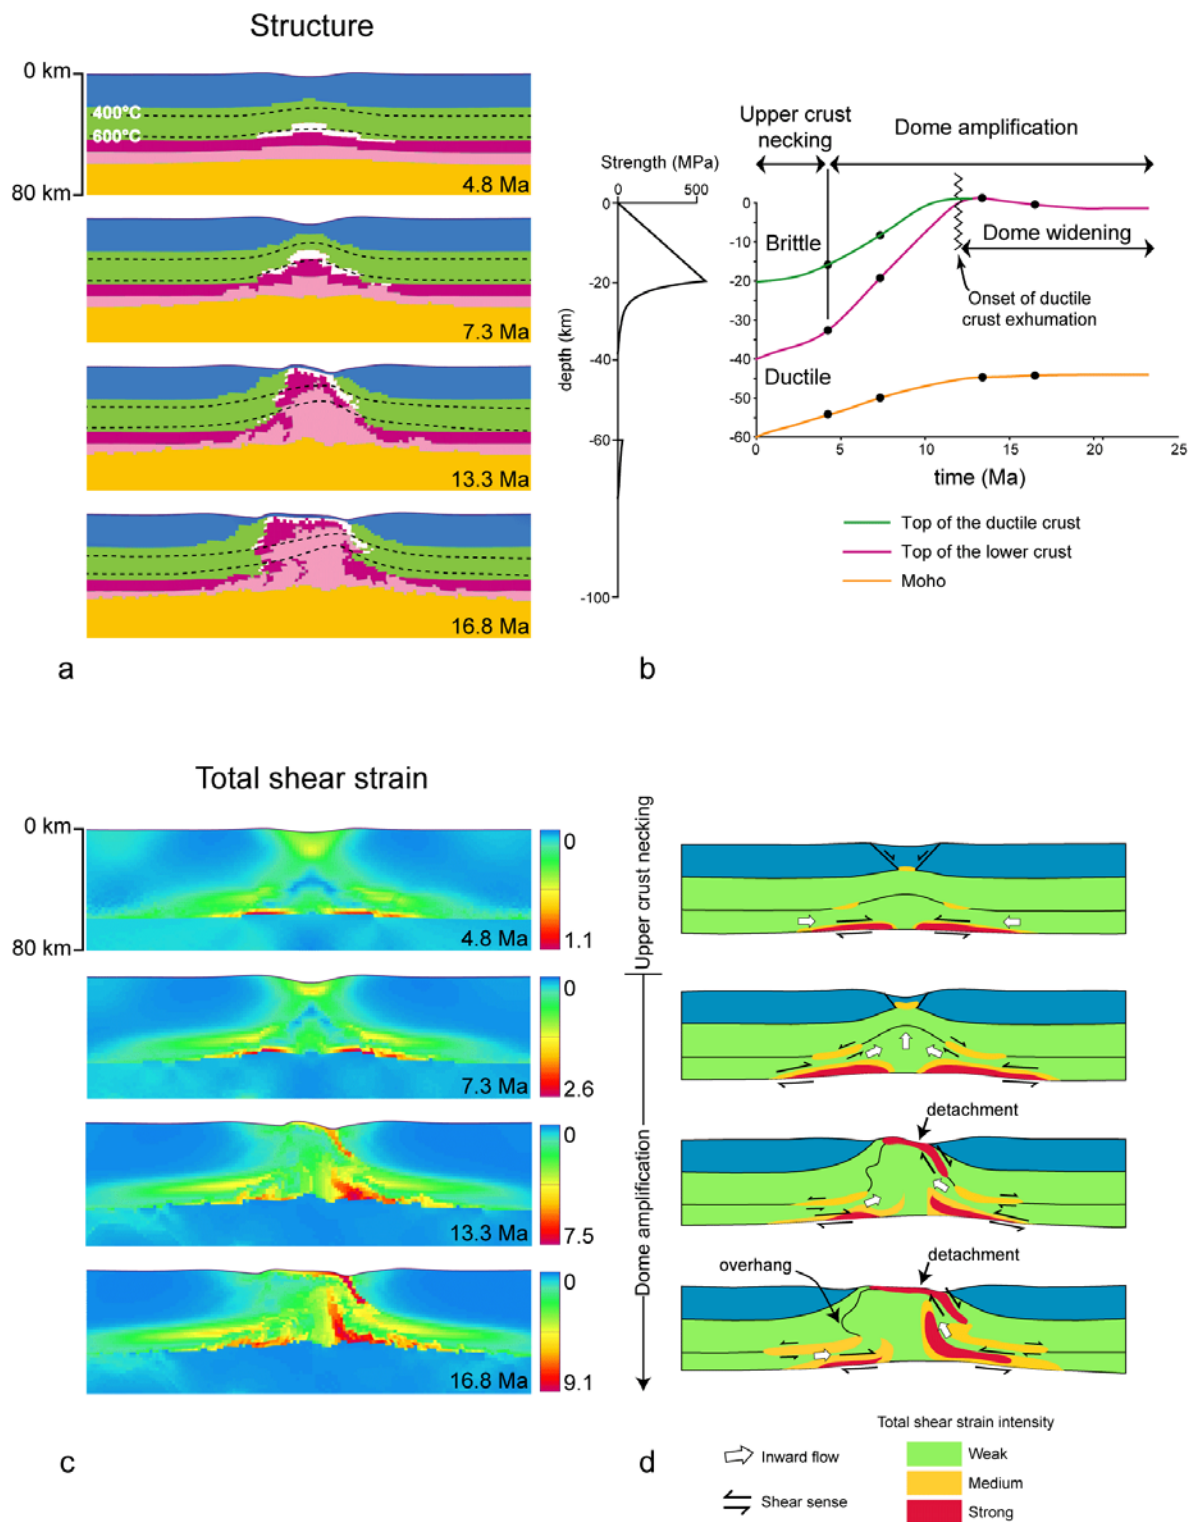 Structure
0 km
400°C
600°C
80 km
4.8 Ma
7.3 Ma
13.3 Ma
16.8 Ma
a
Upper crust
necking
Dome amplification
Strength (MPa)
0
500
0
-20
-40
-60
-100
depth (km)
0
-10
-20
-30
-40
-50
-60
Brittle
Ductile
Dome widening
Onset of ductile
crust exhumation
0
5
10
15
20
25
time (Ma)
Top of the ductile crust
Top of the lower crust
Moho
b
Total shear strain
0 km
80 km
0
4.8 Ma
1.1
0
7.3 Ma
2.6
0
13.3 Ma
7.5
0
16.8 Ma
9.1
c
Upper crust necking
Dome amplification
detachment
overhang
detachment
d
Inward flow
Shear sense
Total shear strain intensity
Weak
Medium
Strong